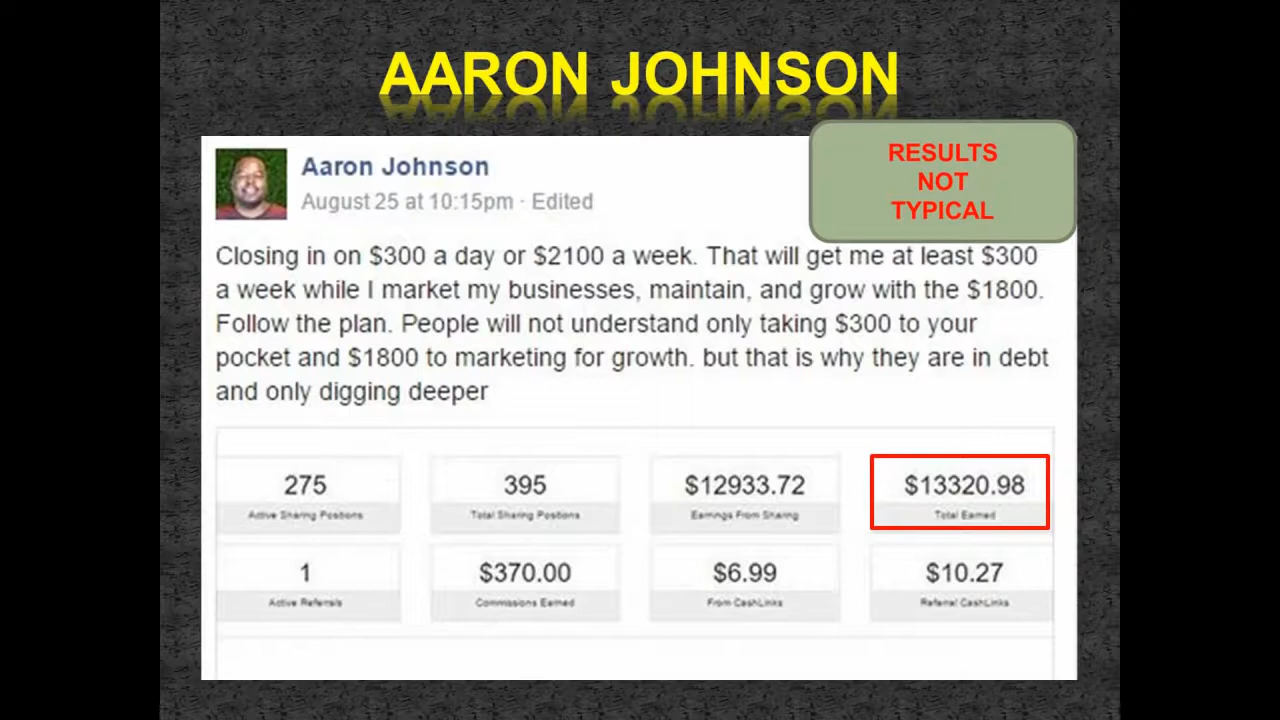 AARON JOHNSON
RESULTS
NOT
TYPICAL
Aaron Johnson
August 25 at 10:15pm · Edited
Closing in on $300 a day or $2100 a week. That will get me at least $300
a week while I market my businesses, maintain, and grow with the $1800.
Follow the plan. People will not understand only taking $300 to your
pocket and $1800 to marketing for growth. but that is why they are in debt
and only digging deeper
275 395 $12933.72 $13320.98
Active Sharing Positions Total Sharing Positions Earnings From Sharing Total Earned
1 $370.00 $6.99 $10.27
Active Referrals Commissions Earned From CashLinks Referral CashLinks